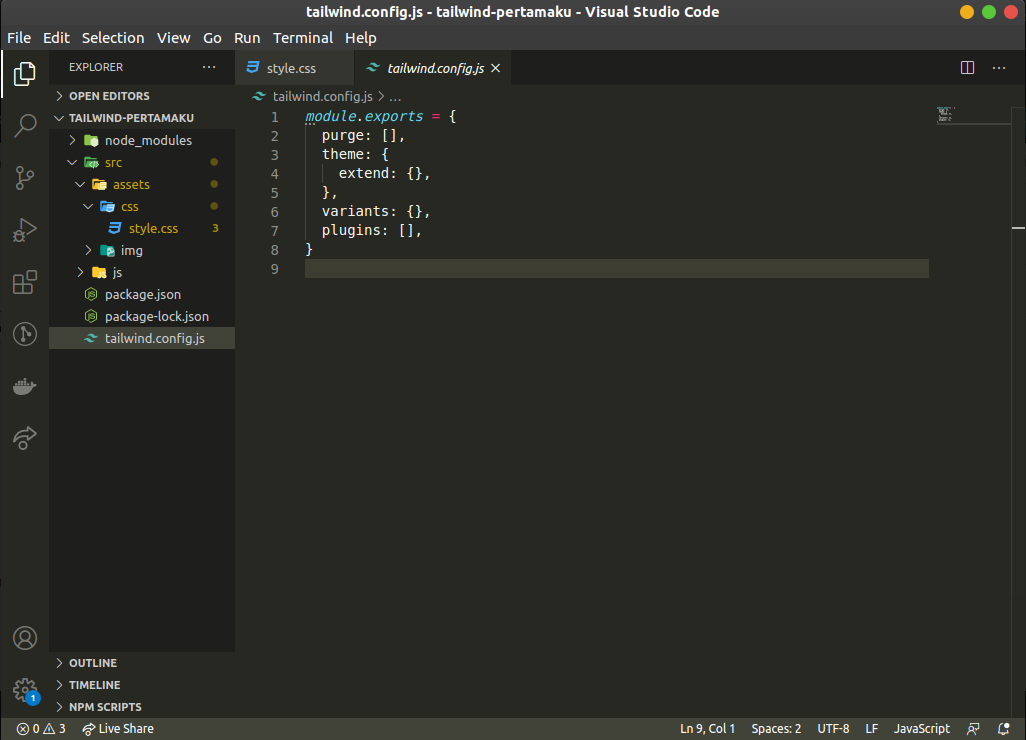 tailwind.config.js - tailwind-pertamaku - Visual Studio Code
File Edit Selection View Go Run Terminal Help
EXPLORER ...
style.css
tailwind.config.js
OPEN EDITORS
TAILWIND-PERTAMAKU
node_modules
src
assets
css
style.css 3
img
js
package.json
package-lock.json
tailwind.config.js
OUTLINE
TIMELINE
NPM SCRIPTS
tailwind.config.js > ...
1 module.exports = {
2 purge: [],
3 theme: {
4 extend: {},
5 },
6 variants: {},
7 plugins: [],
8 }
9
1
0 3 Live Share Ln 9, Col 1 Spaces: 2 UTF-8 LF JavaScript